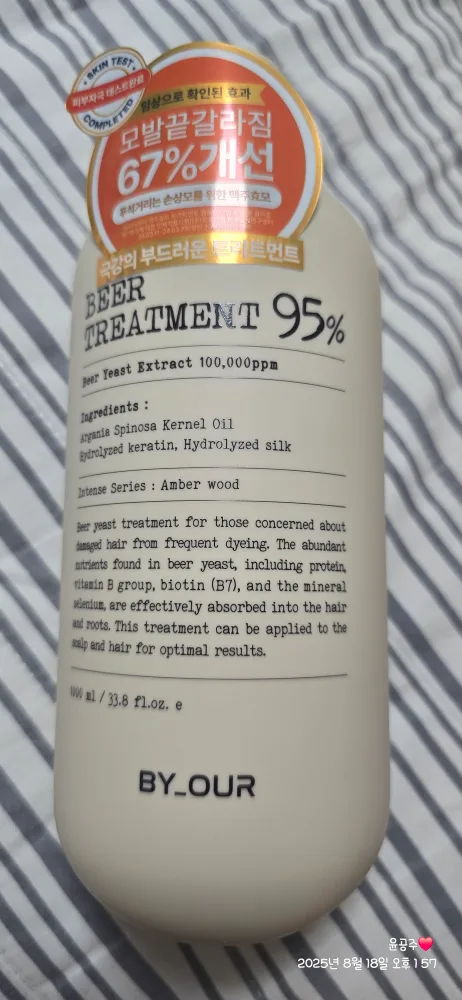 SKIN TEST
피부자극 테스트 완료
COMPLETED
임상으로 확인된 효과
모발끝갈라짐
67%개선
푸석거리는 손상모를 위한 맥주효모
극강의 부드러운 트리트먼트
BEER
TREATMENT 95%
Beer Yeast Extract 100,000ppm
Ingredients :
Argania Spinosa Kernel Oil
Hydrolyzed keratin, Hydrolyzed silk
Intense Series : Amber wood
Beer yeast treatment for those concerned about
damaged hair from frequent dyeing. The abundant
nutrients found in beer yeast, including protein,
vitamin B group, biotin (B7), and the mineral
selenium, are effectively absorbed into the hair
and roots. This treatment can be applied to the
scalp and hair for optimal results.
1000 ml / 33.8 fl.oz. e
BY_OUR
윤공주❤️
2025년 8월 18일 오후 1:57